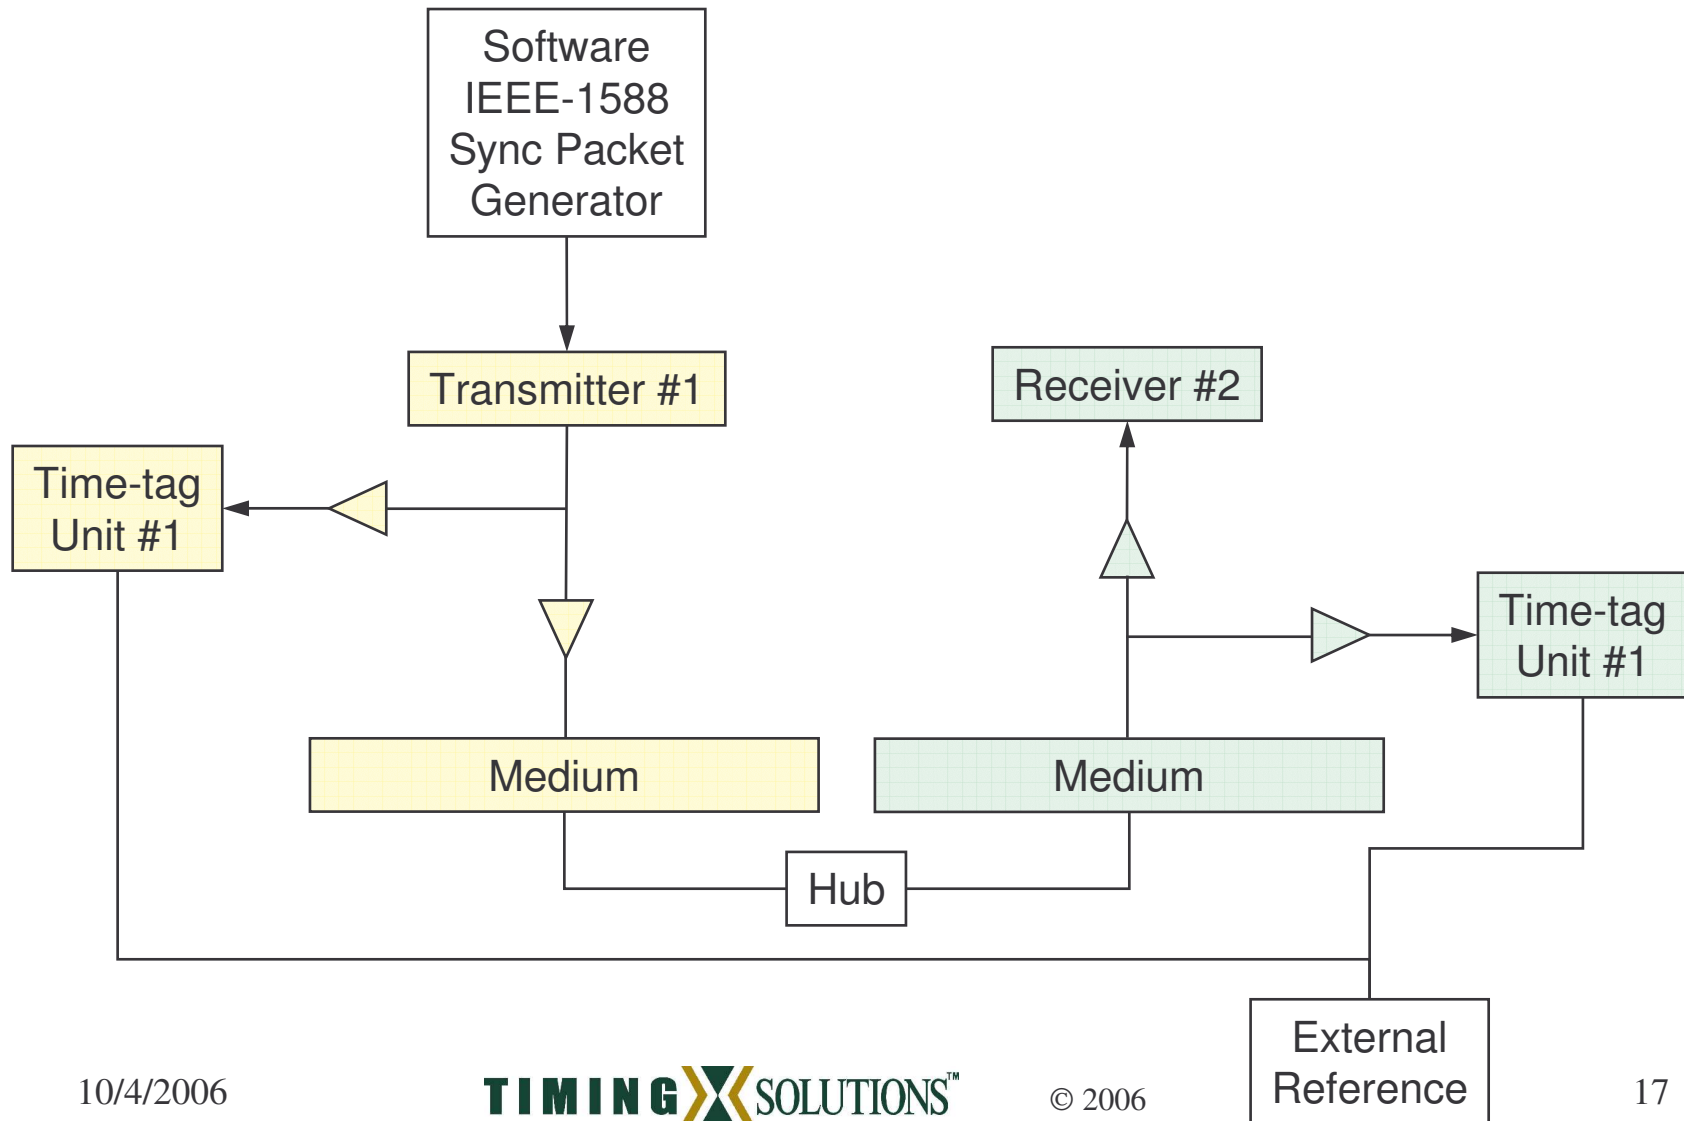 Software
IEEE-1588
Sync Packet
Generator
Transmitter #1
Receiver #2
Time-tag
Unit #1
Time-tag
Unit #1
Medium
Medium
Hub
External
Reference
10/4/2006
TIMING SOLUTIONS™
© 2006
17